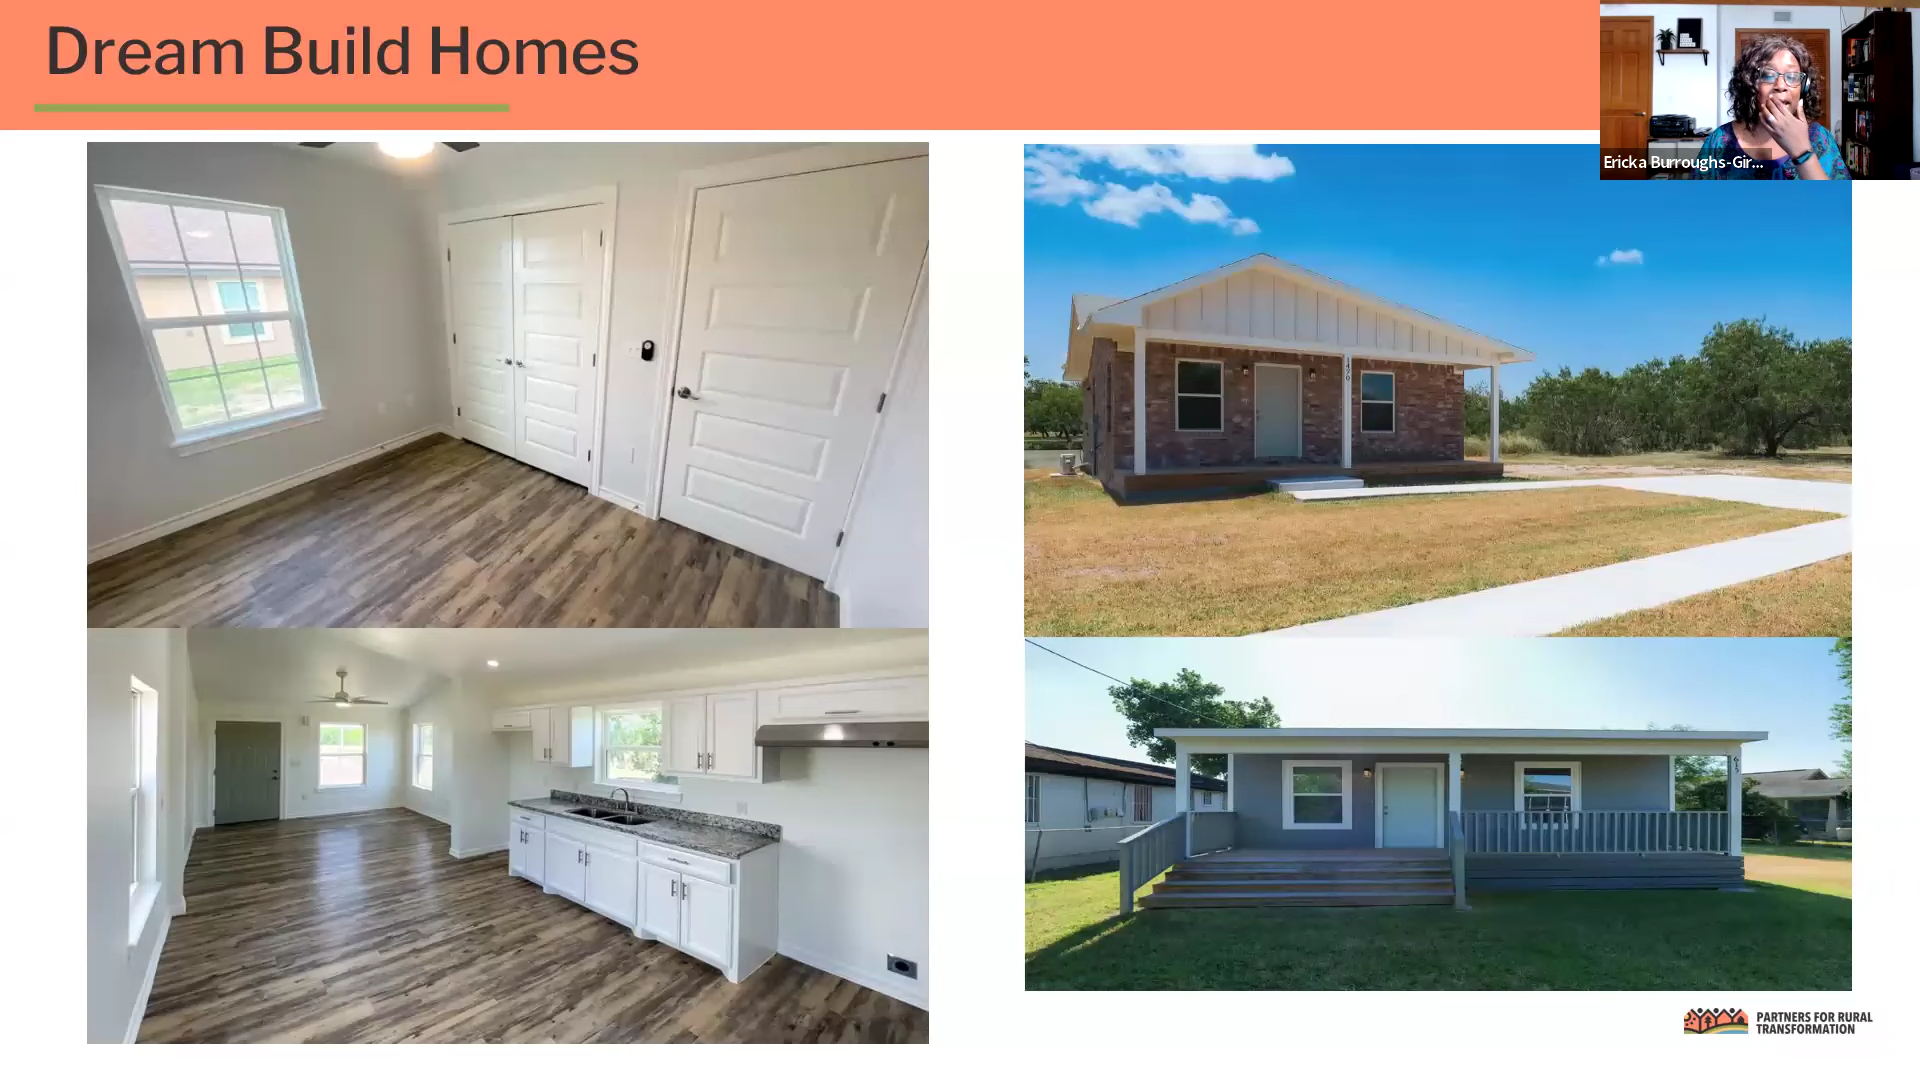 Dream Build Homes
Ericka Burroughs-Gir...
PARTNERS FOR RURAL
TRANSFORMATION